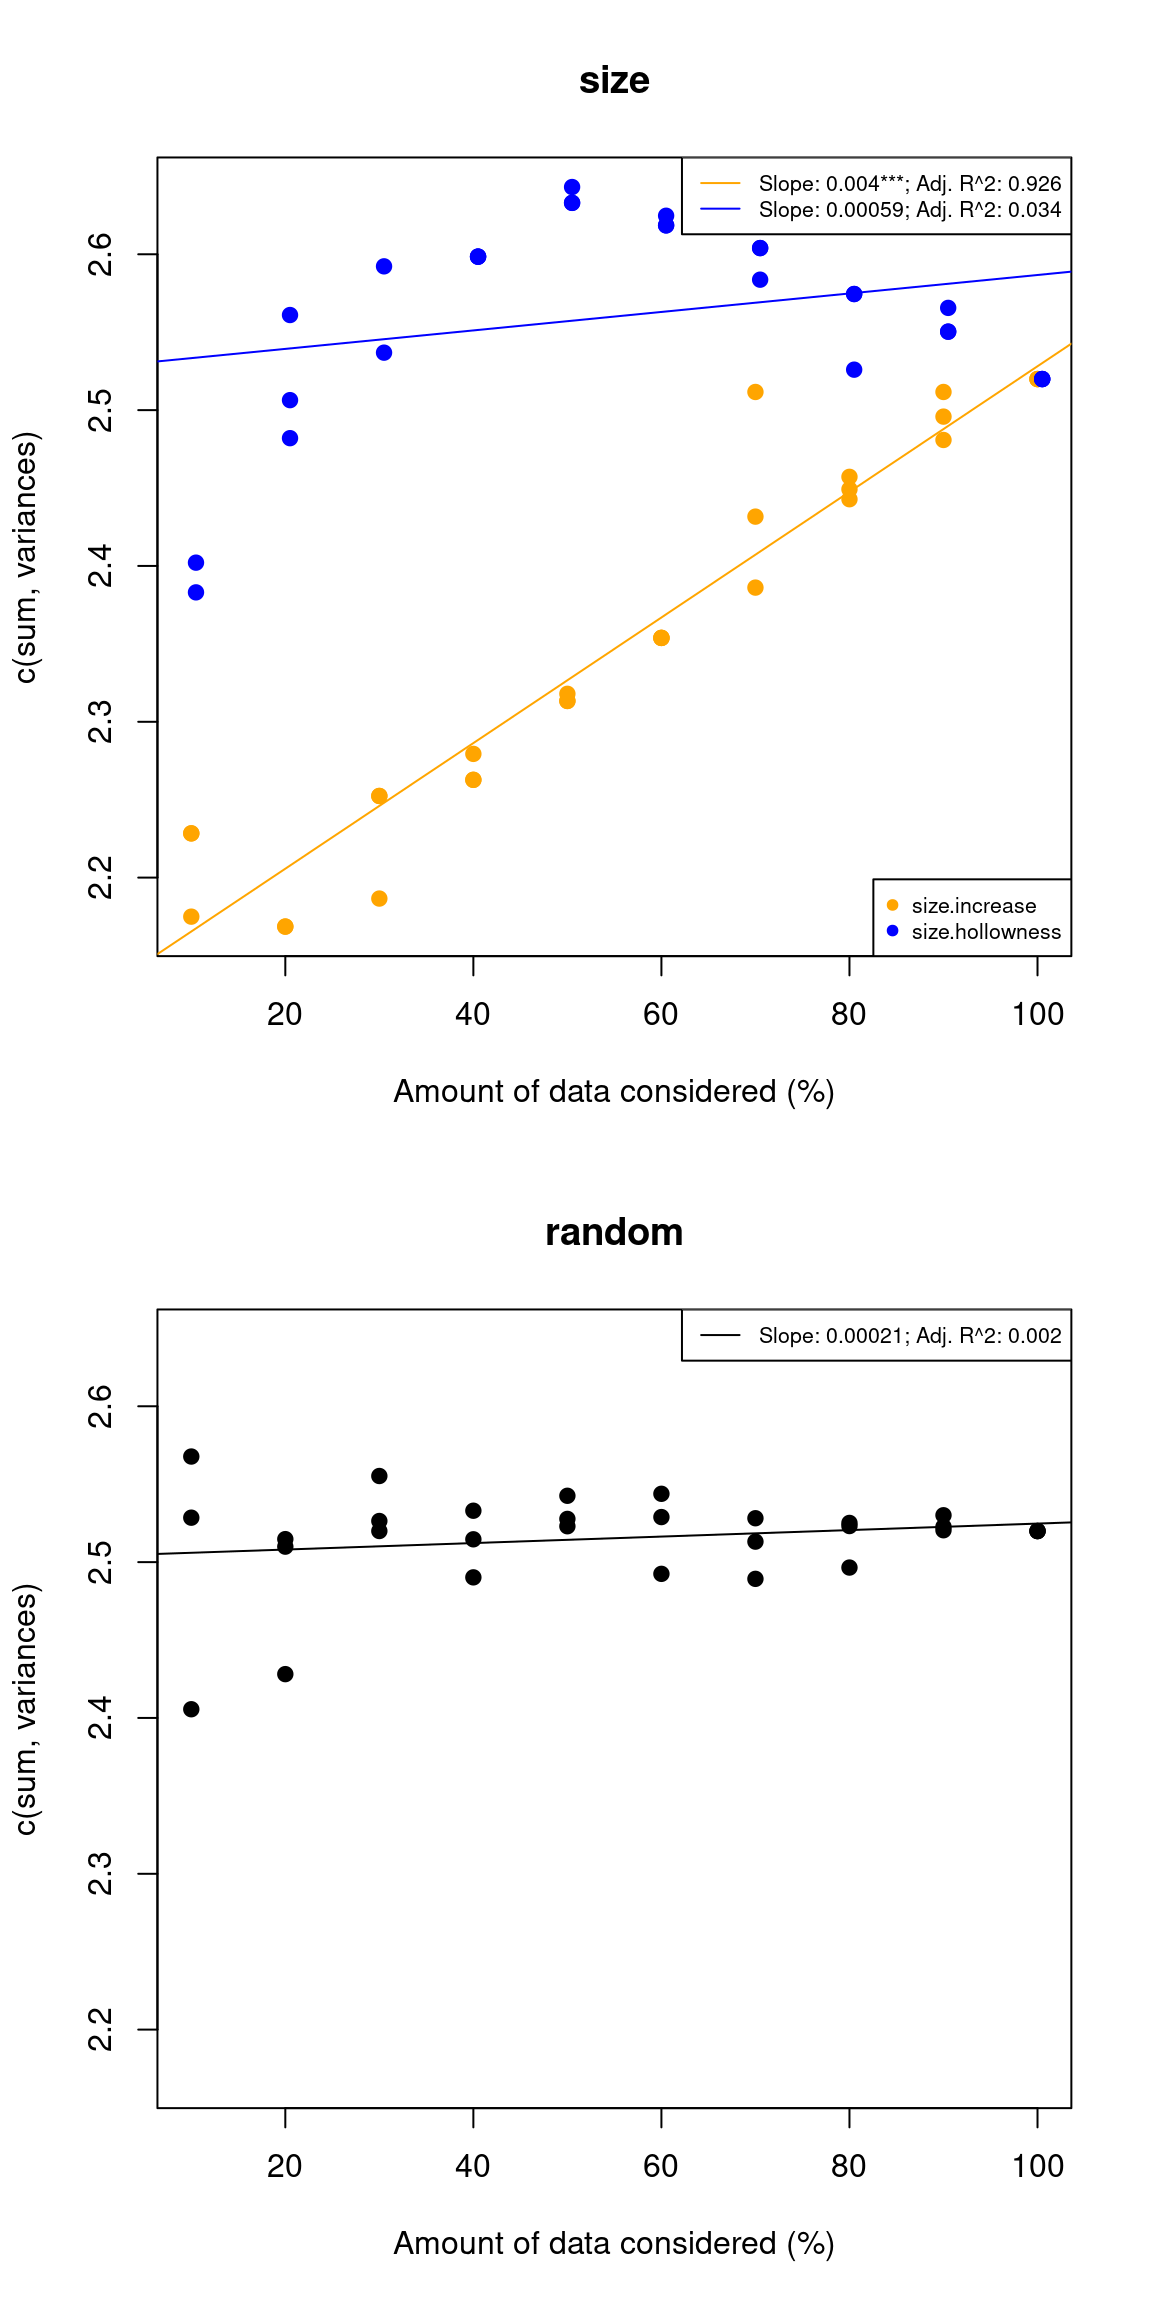 size
Slope: 0.004***; Adj. R^2: 0.926
Slope: 0.00059; Adj. R^2: 0.034
2.6
2.5
2.4
2.3
2.2
c(sum, variances)
size.increase
size.hollowness
20 40 60 80 100
Amount of data considered (%)
random
Slope: 0.00021; Adj. R^2: 0.002
2.6
2.5
2.4
2.3
2.2
c(sum, variances)
20 40 60 80 100
Amount of data considered (%)